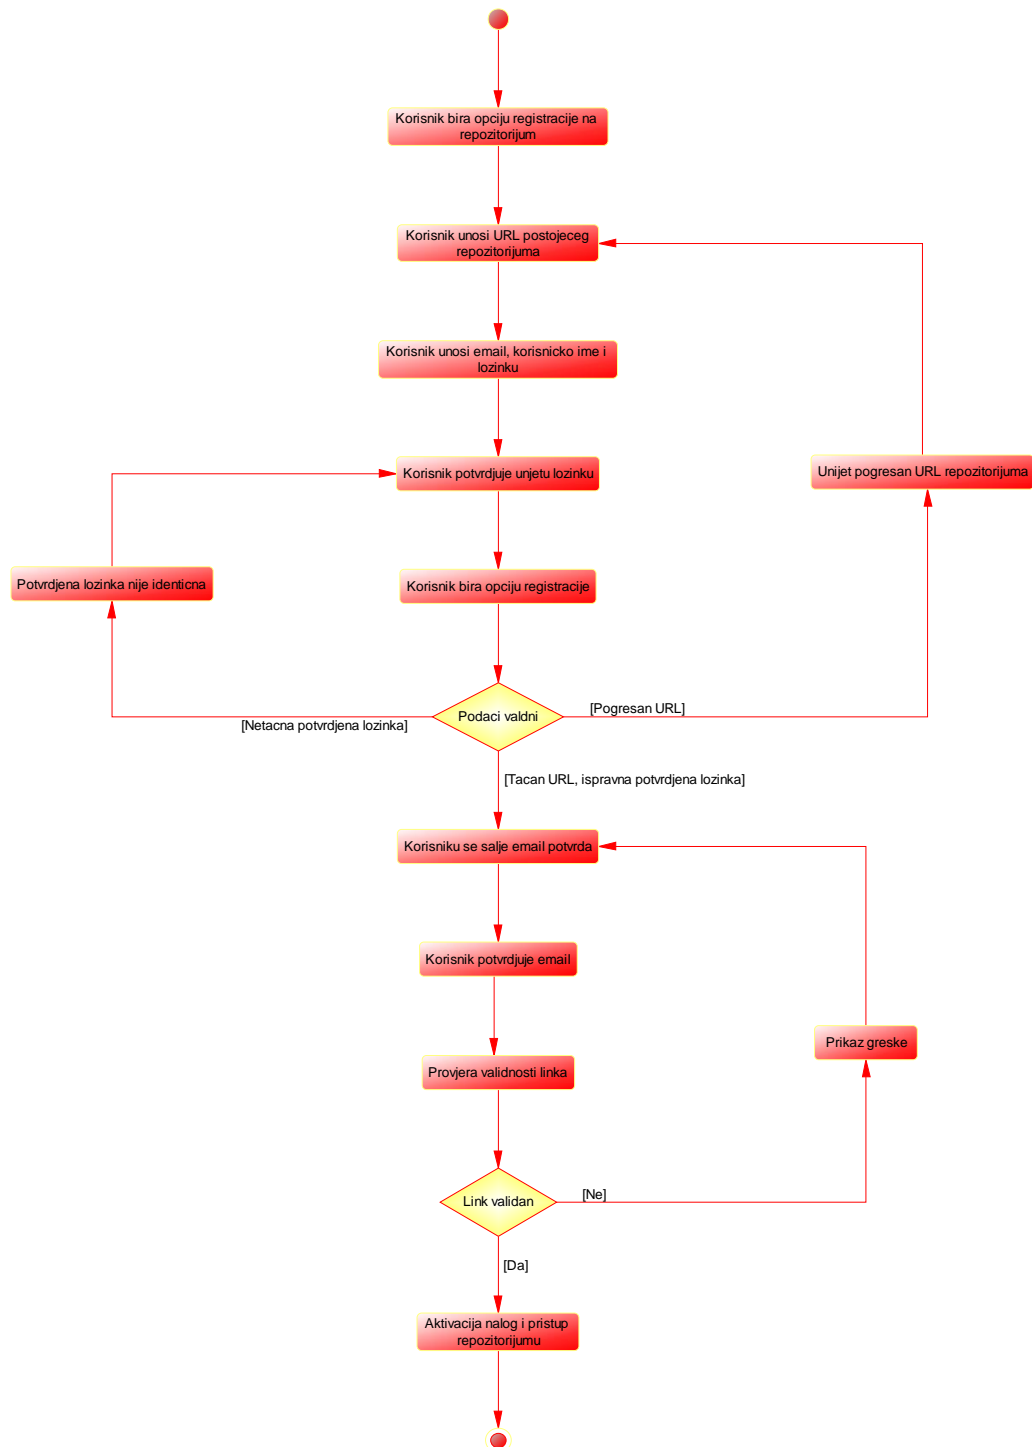 Korisnik bira opciju registracije na
repozitorijum
Korisnik unosi URL postojeceg
repozitorijuma
Korisnik unosi email, korisnicko ime i
lozinku
Korisnik potvrdjuje unjetu lozinku
Unijet pogresan URL repozitorijuma
Potvrdjena lozinka nije identicna
Korisnik bira opciju registracije
Podaci valdni
[Pogresan URL]
[Netacna potvrdjena lozinka]
[Tacan URL, ispravna potvrdjena lozinka]
Korisniku se salje email potvrda
Korisnik potvrdjuje email
Prikaz greske
Provjera validnosti linka
Link validan
[Ne]
[Da]
Aktivacija nalog i pristup
repozitorijumu